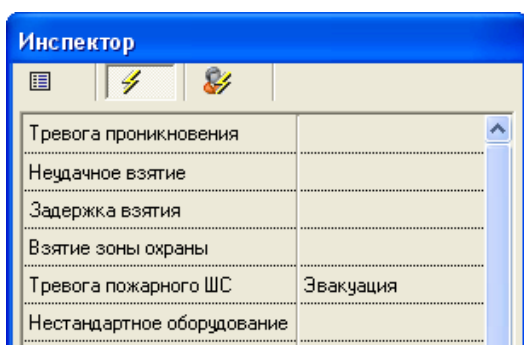 Инспектор
Тревога проникновения
Неудачное взятие
Задержка взятия
Взятие зоны охраны
Тревога пожарного ШС Эвакуация
Нестандартное оборудование